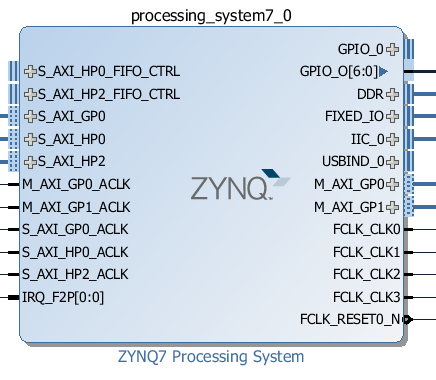 processing_system7_0
GPIO_0
S_AXI_HP0_FIFO_CTRL
GPIO_O[6:0]
S_AXI_HP2_FIFO_CTRL
DDR
S_AXI_GP0
FIXED_IO
S_AXI_HP0
IIC_0
S_AXI_HP2
USBIND_0
M_AXI_GP0_ACLK
M_AXI_GP0
M_AXI_GP1_ACLK
M_AXI_GP1
S_AXI_GP0_ACLK
FCLK_CLK0
S_AXI_HP0_ACLK
FCLK_CLK1
S_AXI_HP2_ACLK
FCLK_CLK2
IRQ_F2P[0:0]
FCLK_CLK3
FCLK_RESET0_N
ZYNQ™
ZYNQ7 Processing System